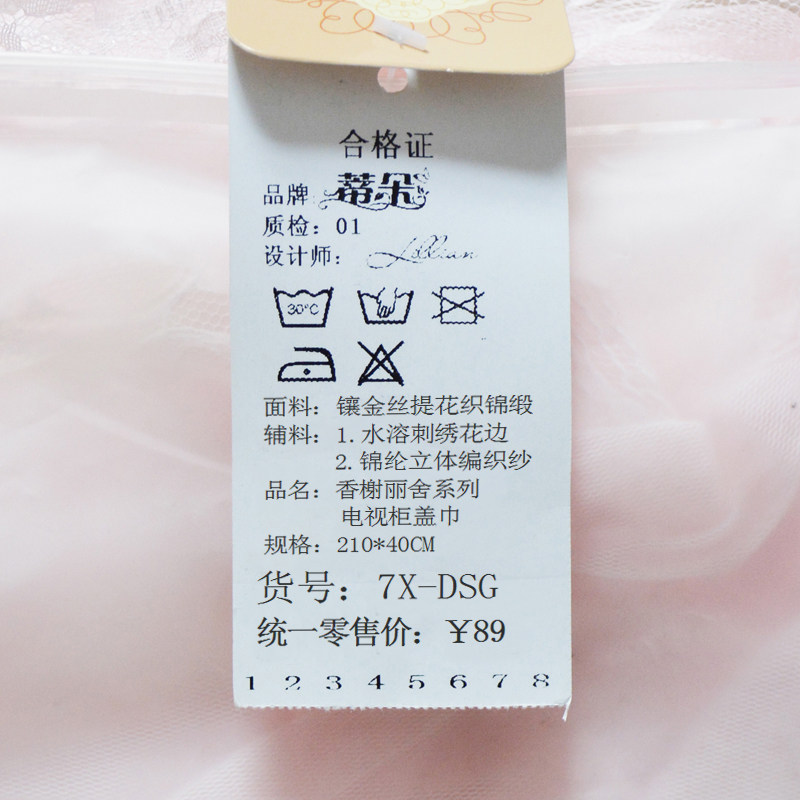 合格证
品牌 蒂朵
质检：01
设计师： Lillian
30°C
面料：镶金丝提花织锦缎
辅料：1.水溶刺绣花边
2.锦纶立体编织纱
品名：香榭丽舍系列
电视柜盖巾
规格：210*40CM
货号：7X-DSG
统一零售价：￥89
1 2 3 4 5 6 7 8